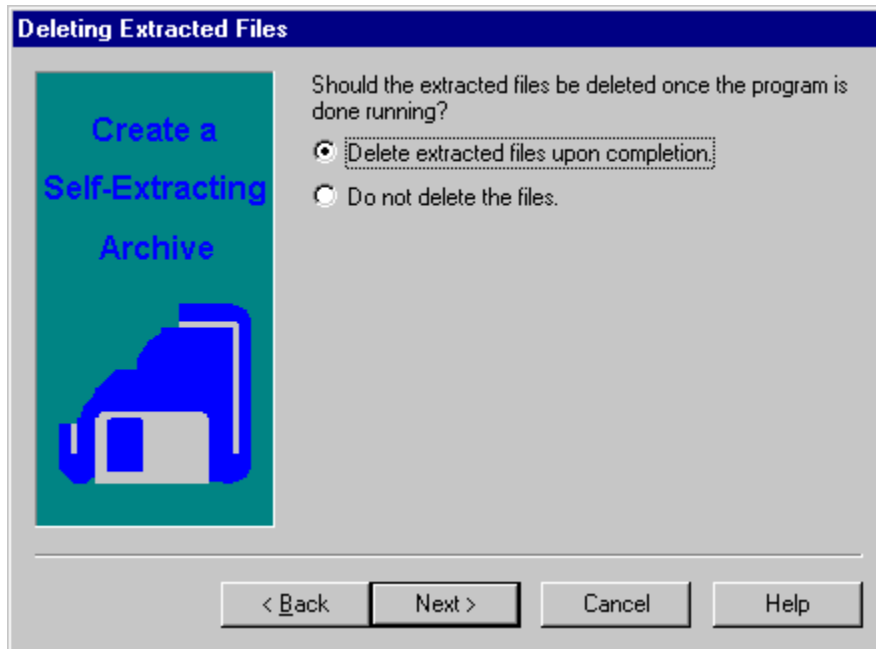 Deleting Extracted Files
Create a
Self-Extracting
Archive
Should the extracted files be deleted once the program is
done running?
Delete extracted files upon completion.
Do not delete the files.
< Back
Next >
Cancel
Help